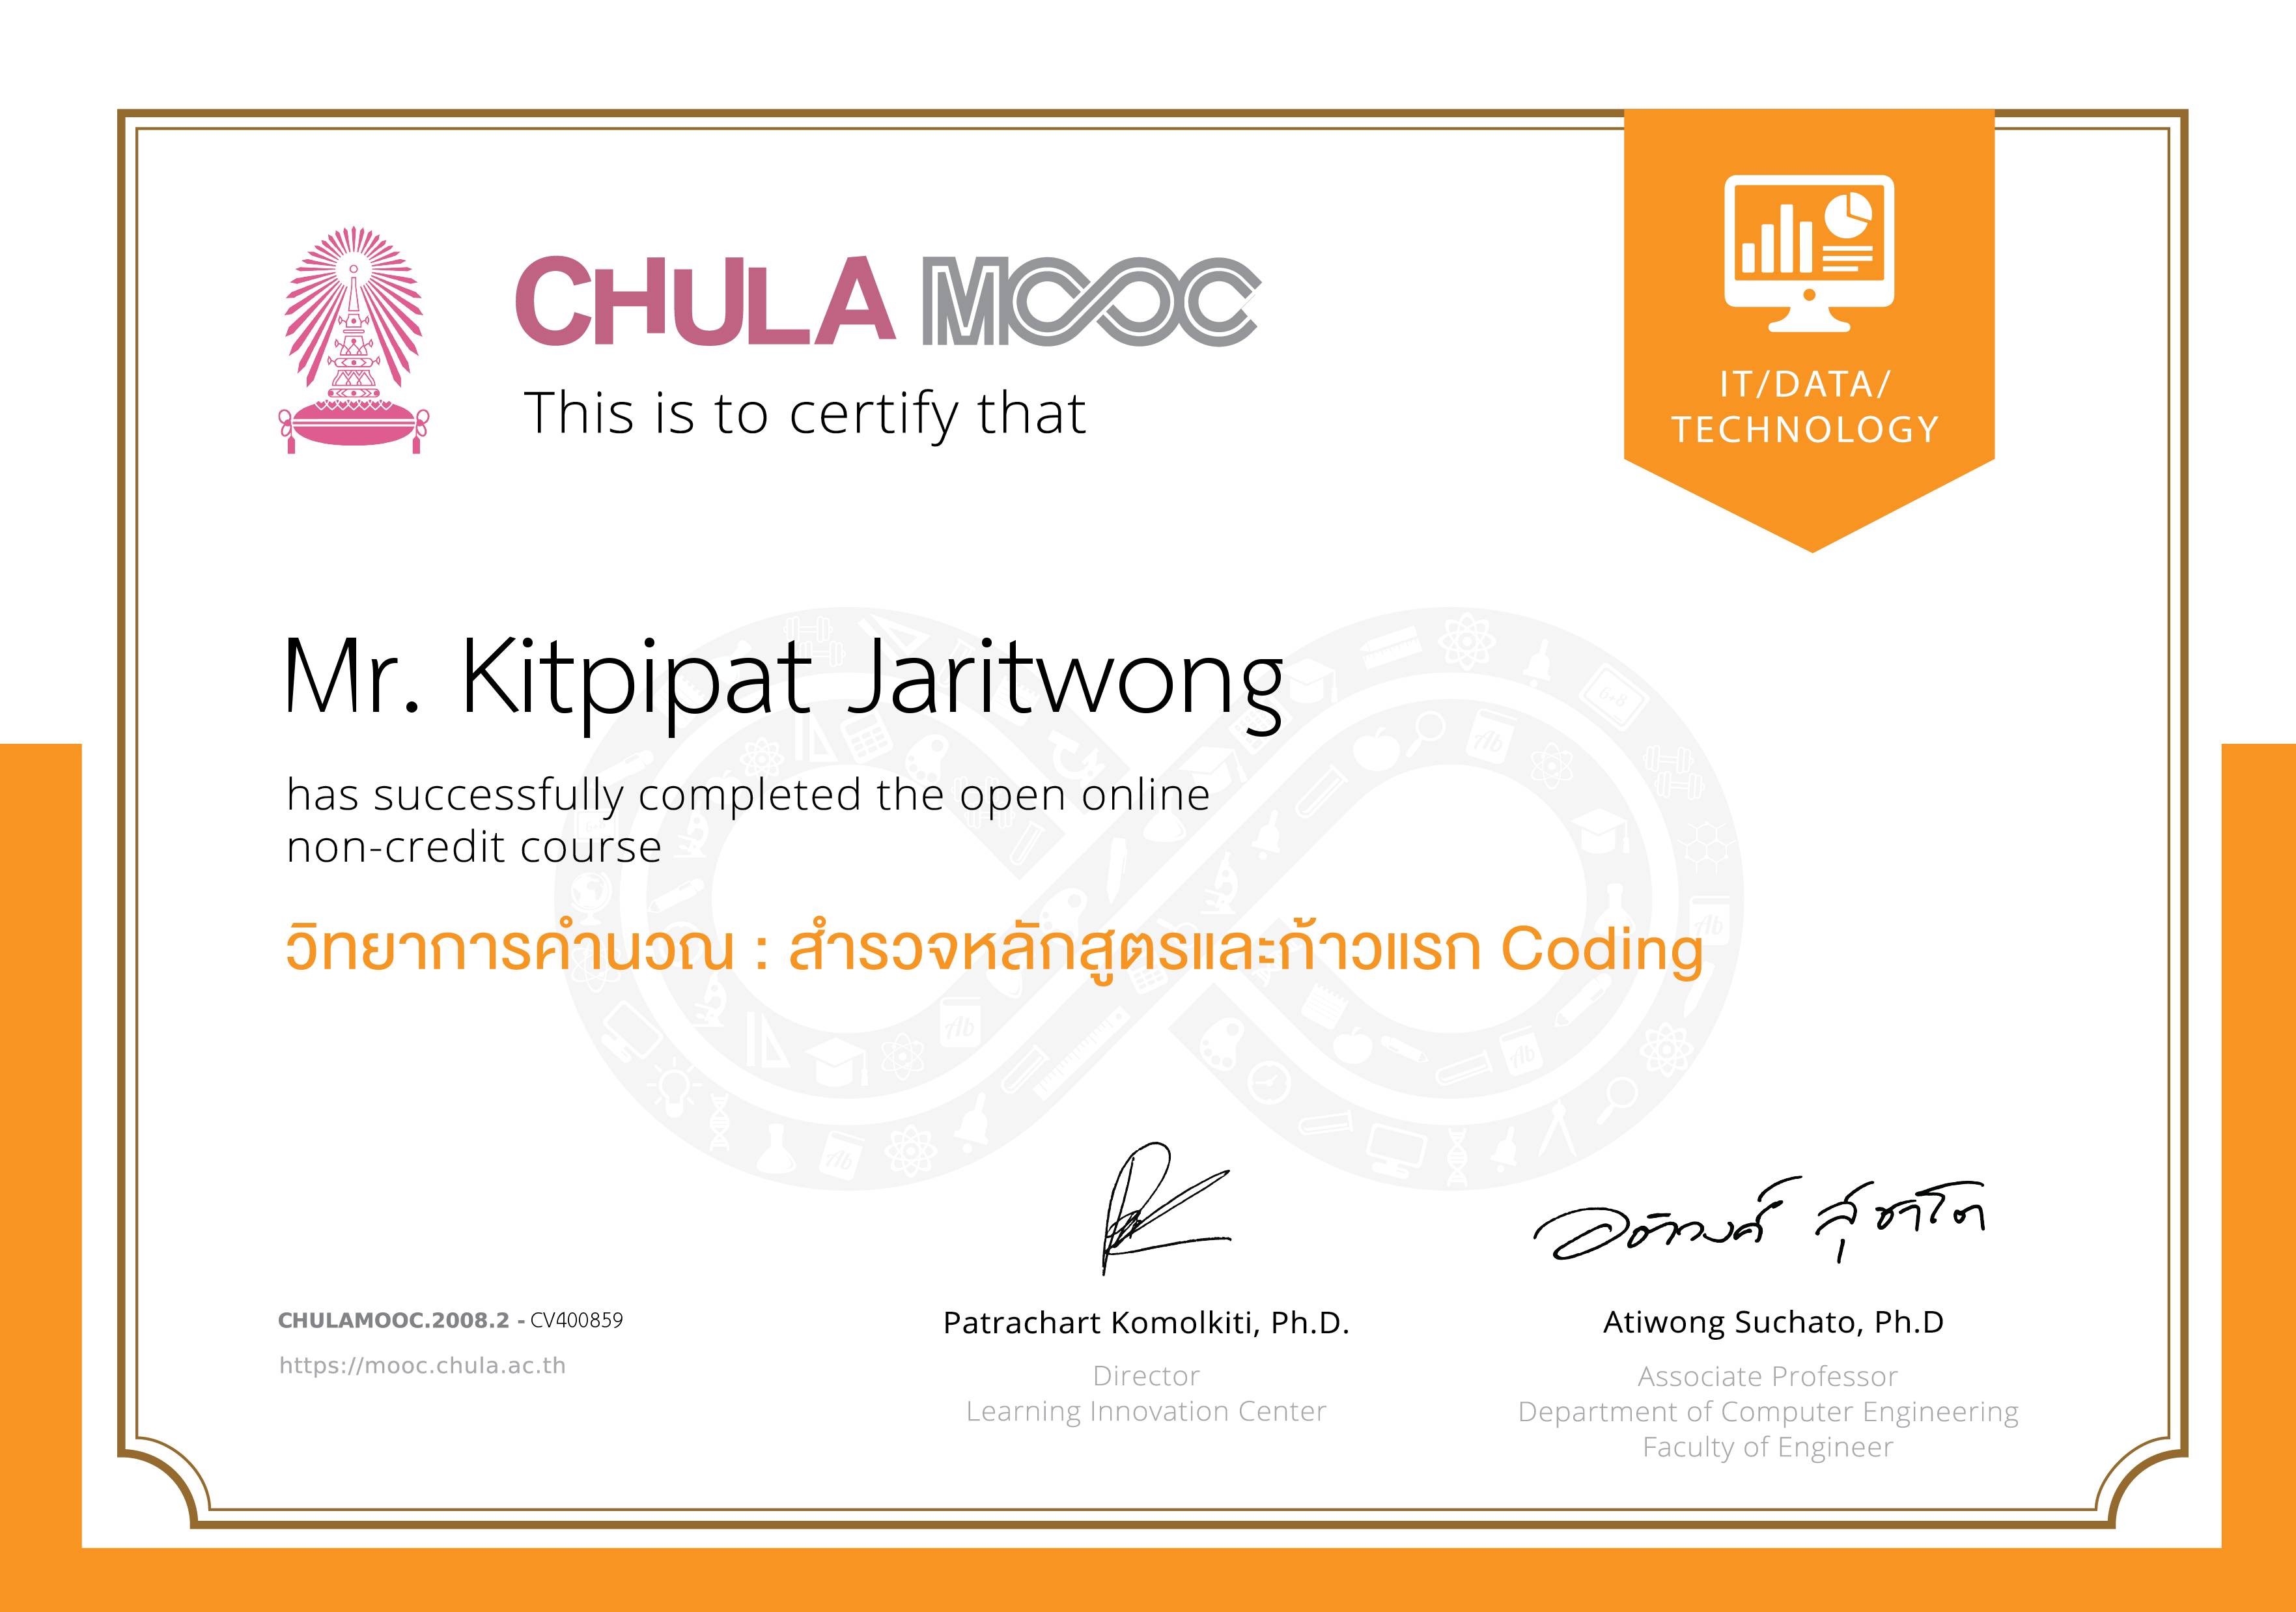 CHULA MOOC
This is to certify that
IT/DATA/
TECHNOLOGY
Mr. Kitpipat Jaritwong
has successfully completed the open online
non-credit course
วิทยาการคำนวณ : สำรวจหลักสูตรและก้าวแรก Coding
อติวงศ์ สุชาโต
CHULAMOOC.2008.2 - CV400859
https://mooc.chula.ac.th
Patrachart Komolkiti, Ph.D.
Director
Learning Innovation Center
Atiwong Suchato, Ph.D
Associate Professor
Department of Computer Engineering
Faculty of Engineer